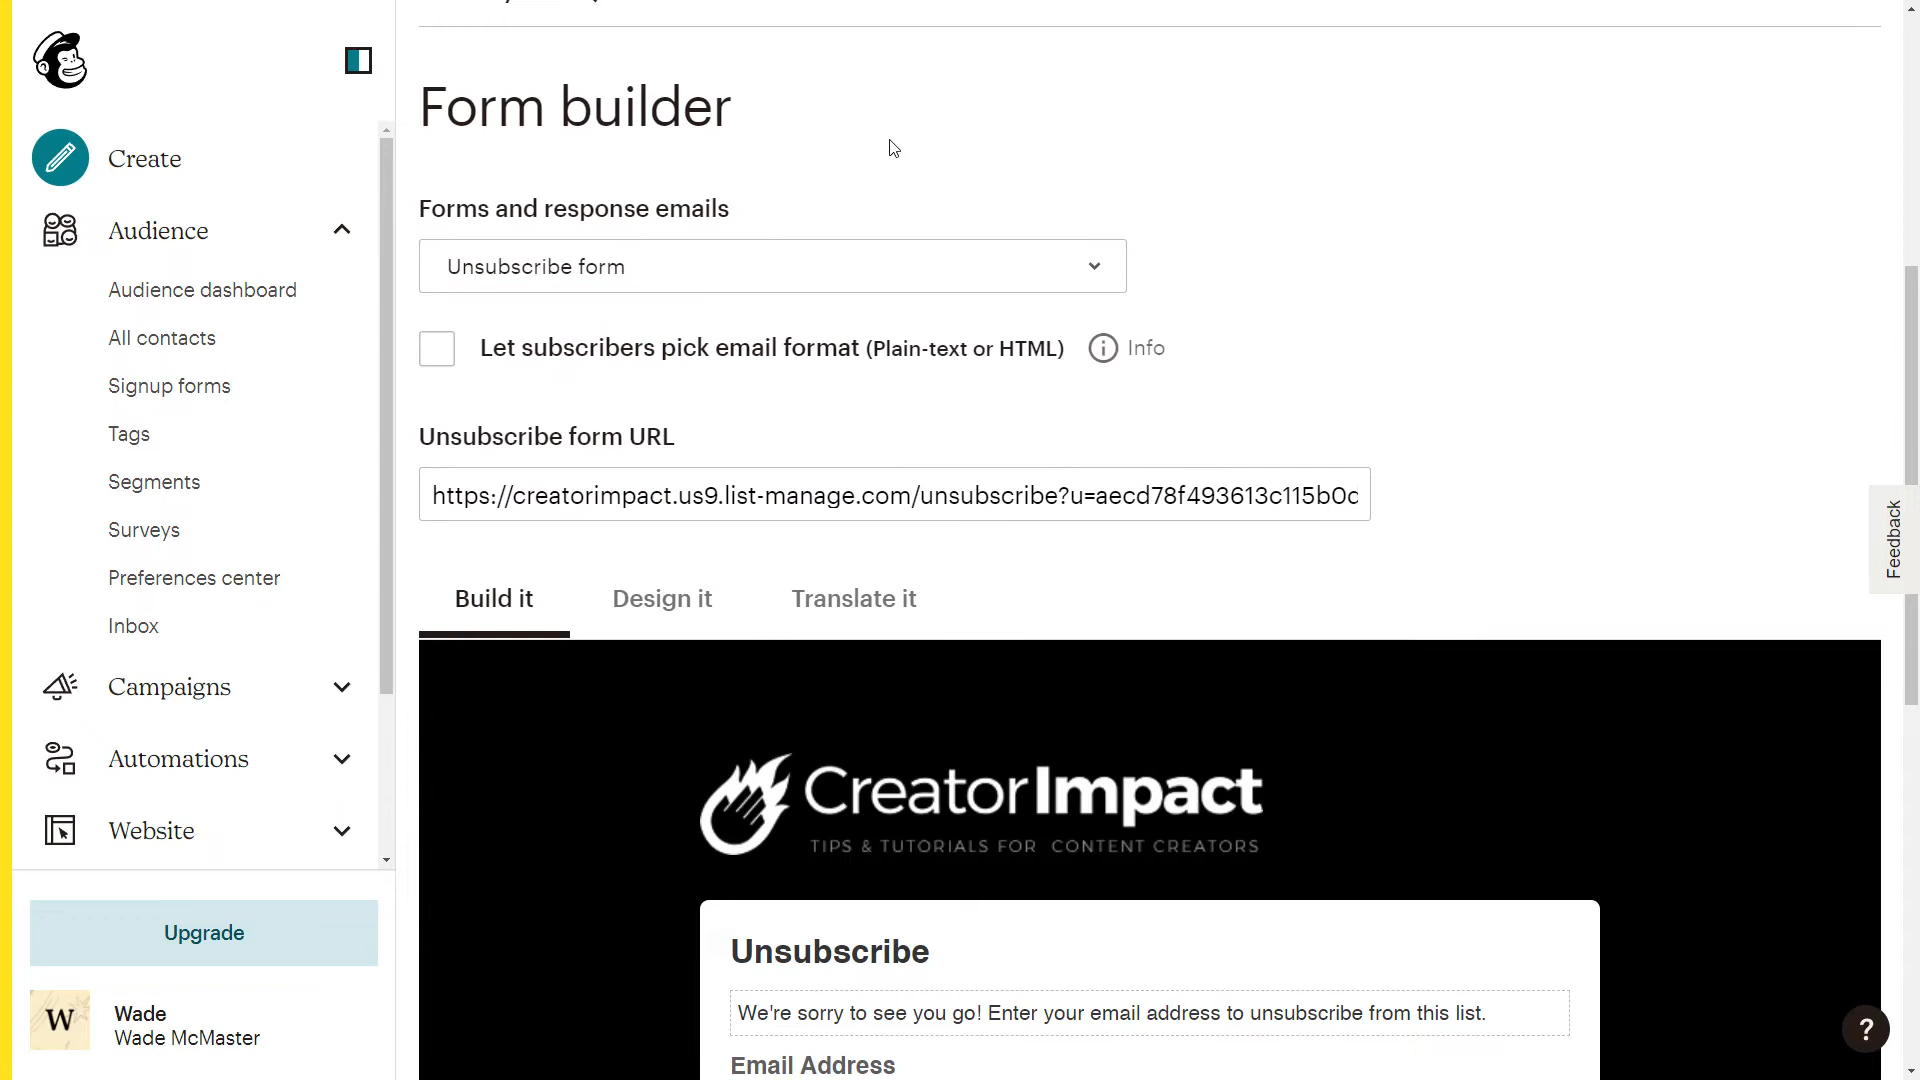 Create
Audience
Audience dashboard
All contacts
Signup forms
Tags
Segments
Surveys
Preferences center
Inbox
Campaigns
Automations
Website
Upgrade
W
Wade
Wade McMaster
Form builder
Forms and response emails
Unsubscribe form
Let subscribers pick email format (Plain-text or HTML)
Info
Unsubscribe form URL
https://creatorimpact.us9.list-manage.com/unsubscribe?u=aecd78f493613c115b0c
Build it
Design it
Translate it
CreatorImpact
TIPS & TUTORIALS FOR CONTENT CREATORS
Unsubscribe
We're sorry to see you go! Enter your email address to unsubscribe from this list.
Email Address
Feedback
?